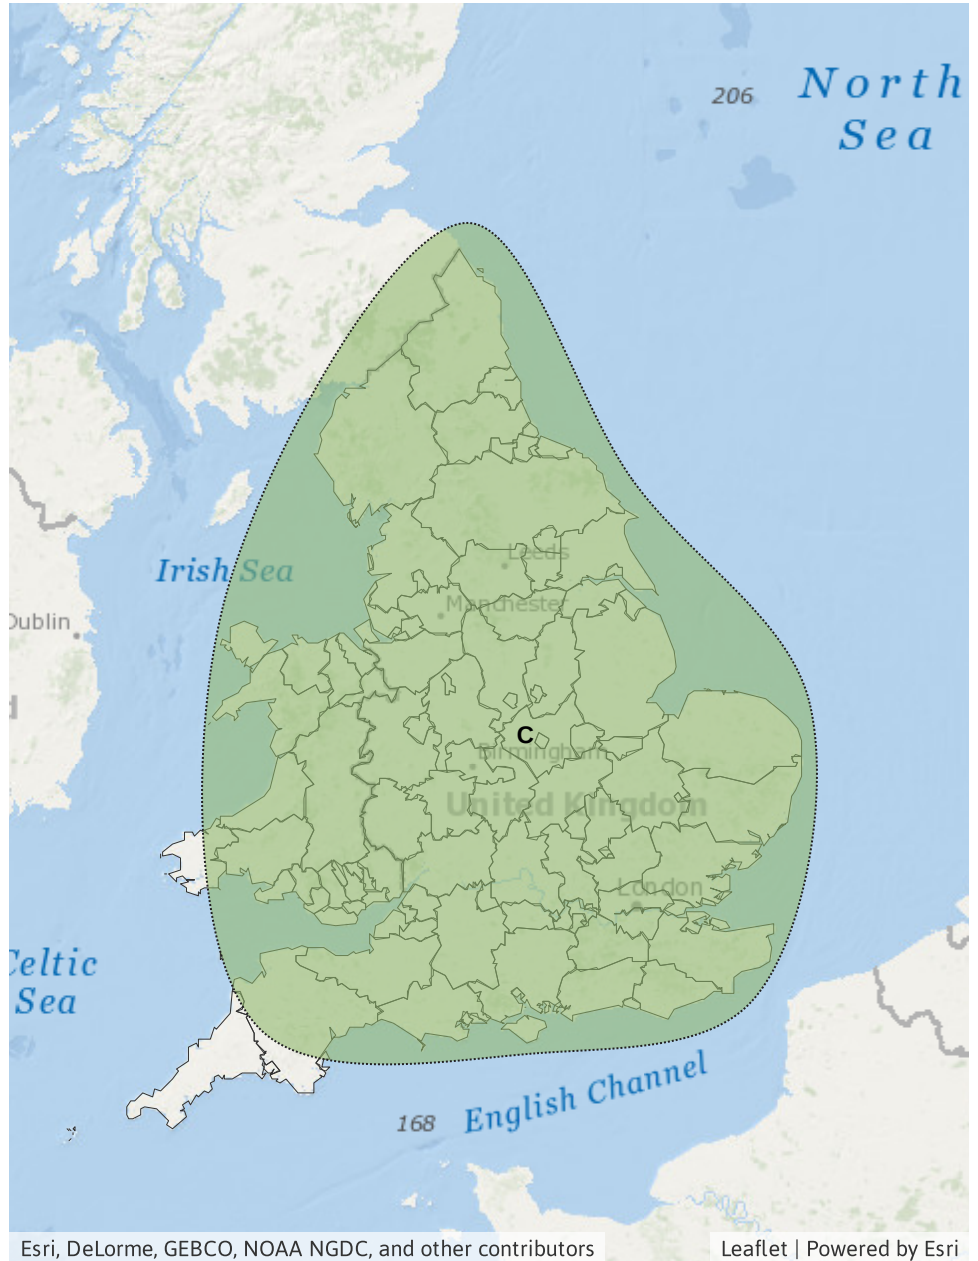 206
North
Sea
Leeds
Irish Sea
Manchester
Dublin
C
Birmingham
United Kingdom
London
Celtic
Sea
English Channel
168
Esri, DeLorme, GEBCO, NOAA NGDC, and other contributors
Leaflet | Powered by Esri